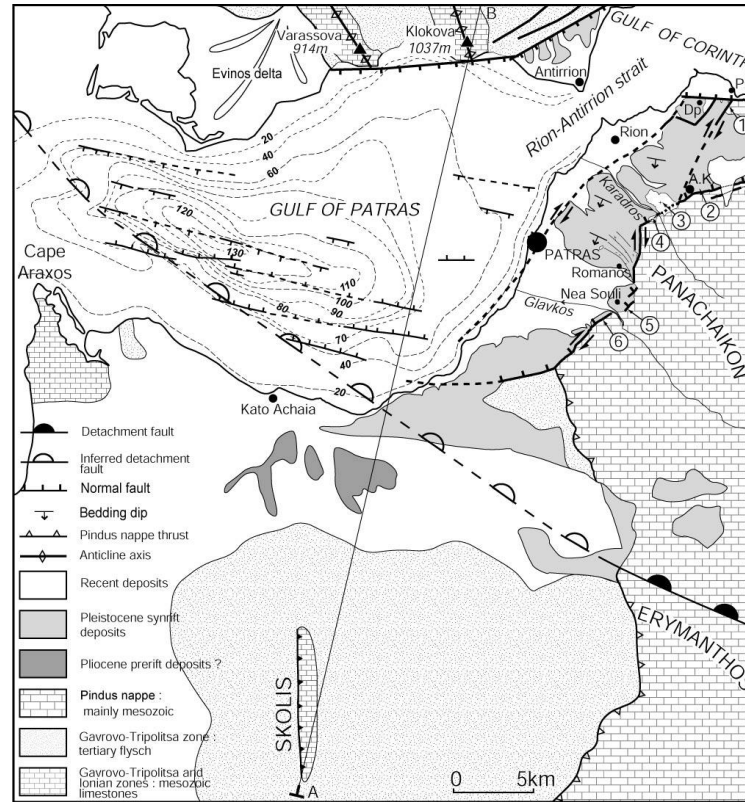 B
GULF OF CORINTH
Varassova
914m
Klokova
1037m
Evinos delta
Antirrion
Rion-Antirrion strait
P
Dp
1
Rion
20
40
60
A.K.
Karadros
2
3
4
120
GULF OF PATRAS
130
PATRAS
Romanos
PANACHAIKON
Cape
Araxos
110
100
90
80
70
40
20
Nea Souli
Glavkos
5
6
Kato Achaia
Detachment fault
Inferred detachment
fault
Normal fault
Bedding dip
Pindus nappe thrust
Anticline axis
Recent deposits
Pleistocene synrift
deposits
Pliocene prerift deposits ?
Pindus nappe :
mainly mesozoic
Gavrovo-Tripolitsa zone :
tertiary flysch
Gavrovo-Tripolitsa and
Ionian zones : mesozoic
limestones
ERYMANTHOS
SKOLIS
A
0 5km